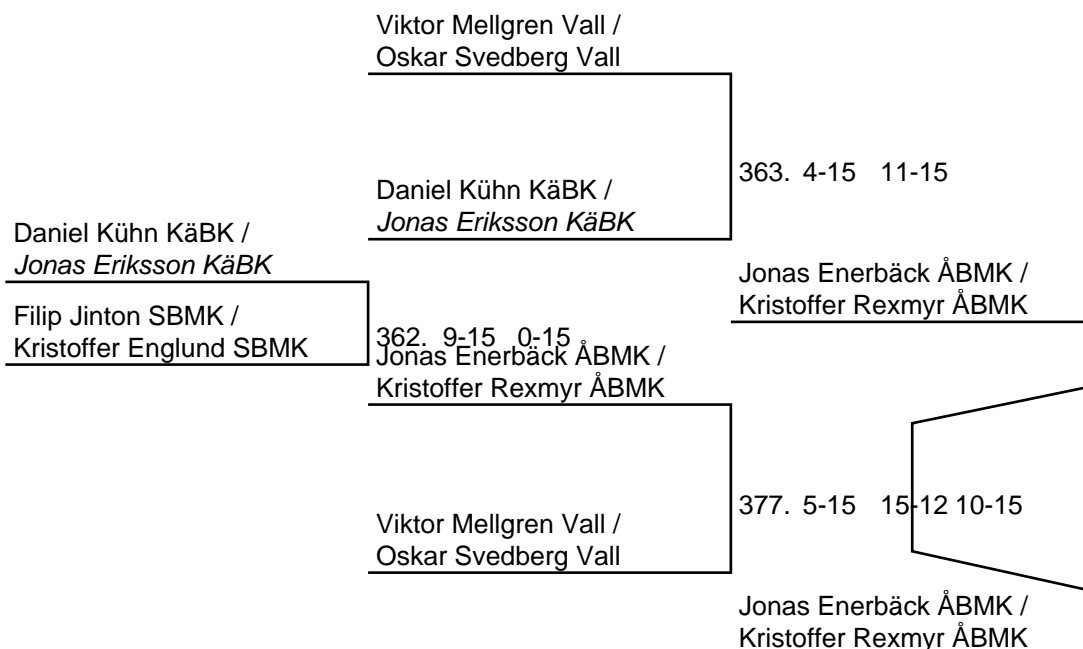 Viktor Mellgren Vall /
Oskar Svedberg Vall
363. 4-15 11-15
Daniel Kühn KäBK /
Jonas Eriksson KäBK
Daniel Kühn KäBK /
Jonas Eriksson KäBK
Jonas Enerbäck ÅBMK /
Kristoffer Rexmyr ÅBMK
Filip Jinton SBMK /
Kristoffer Englund SBMK
362. 9-15 0-15
Jonas Enerbäck ÅBMK /
Kristoffer Rexmyr ÅBMK
377. 5-15 15-12 10-15
Viktor Mellgren Vall /
Oskar Svedberg Vall
Jonas Enerbäck ÅBMK /
Kristoffer Rexmyr ÅBMK